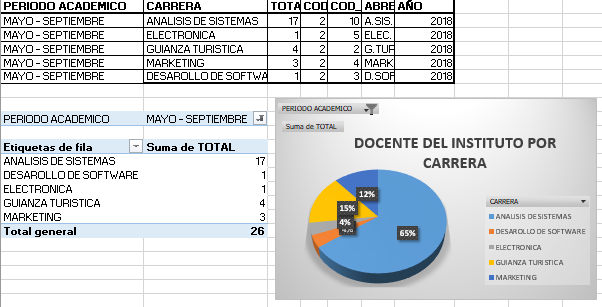 PERIODO ACADEMICO CARRERA TOTA COD COD_ ABRE AÑO
MAYO - SEPTIEMBRE ANALISIS DE SISTEMAS 17 2 10 A.SIS. 2018
MAYO - SEPTIEMBRE ELECTRONICA 1 2 5 ELEC. 2018
MAYO - SEPTIEMBRE GUIANZA TURISTICA 4 2 2 G.TUR 2018
MAYO - SEPTIEMBRE MARKETING 3 2 4 MARK 2018
MAYO - SEPTIEMBRE DESAROLLO DE SOFTWA 1 2 3 D.SOF 2018
PERIODO ACADEMICO MAYO - SEPTIEMBRE
Etiquetas de fila Suma de TOTAL
ANALISIS DE SISTEMAS 17
DESAROLLO DE SOFTWARE 1
ELECTRONICA 1
GUIANZA TURISTICA 4
MARKETING 3
Total general 26
PERIODO ACADEMICO
Suma de TOTAL
DOCENTE DEL INSTITUTO POR
CARRERA
12%
15%
4%
4%
65%
CARRERA
ANALISIS DE SISTEMAS
DESAROLLO DE SOFTWARE
ELECTRONICA
GUIANZA TURISTICA
MARKETING